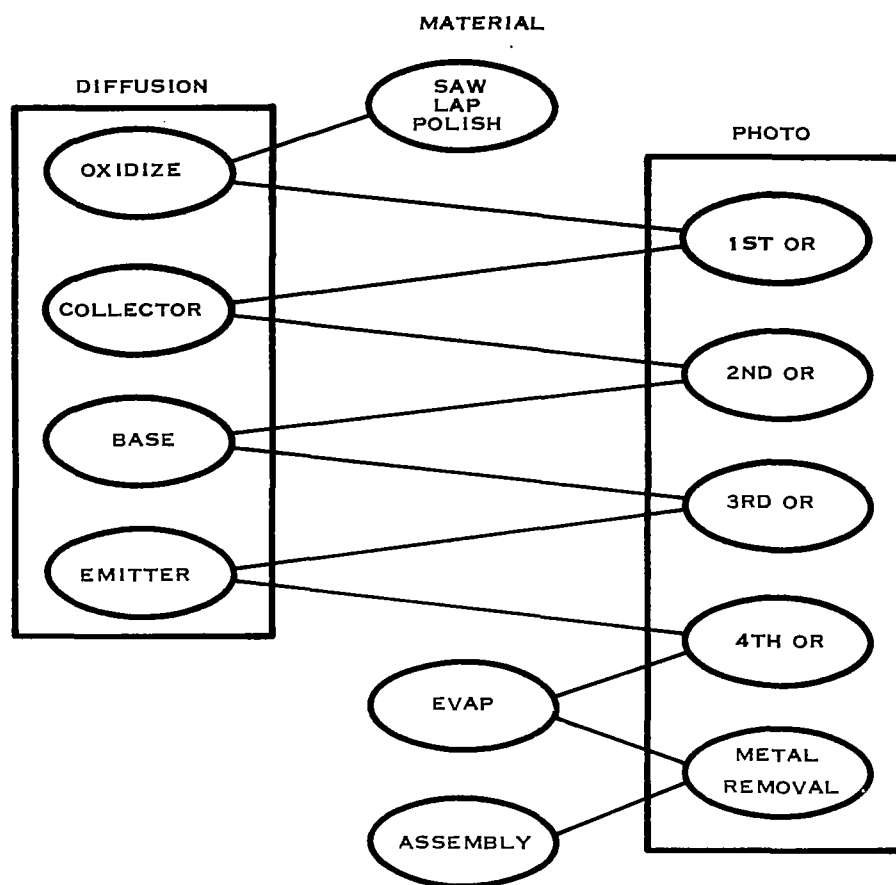 MATERIAL
DIFFUSION
SAW
LAP
POLISH
PHOTO
OXIDIZE
1ST OR
COLLECTOR
2ND OR
BASE
3RD OR
EMITTER
4TH OR
EVAP
METAL
REMOVAL
ASSEMBLY